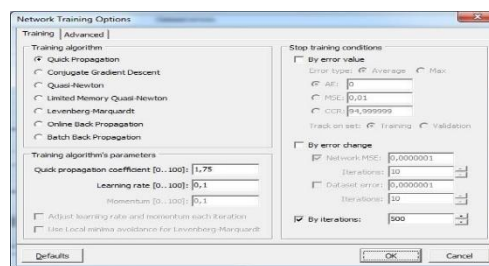 Network Training Options
Training Advanced
Training algorithm
Quick Propagation
Conjugate Gradient Descent
Quasi-Newton
Limited Memory Quasi-Newton
Levenberg-Marquardt
Online Back Propagation
Batch Back Propagation
Training algorithm's parameters
Quick propagation coefficient [0..100]: 1,75
Learning rate [0..100]: 0,1
Momentum [0..100]: 0,1
Adjust learning rate and momentum each iteration
Use Local minima avoidance for Levenberg-Marquardt
Stop training conditions
By error value
Error type: Average Max
AE: 0
MSE: 0,01
CCR: 94,999999
Track on set: Training Validation
By error change
Network MSE: 0,0000001
Iterations: 10
Dataset error: 0,0000001
Iterations: 10
By iterations: 500
Defaults OK Cancel